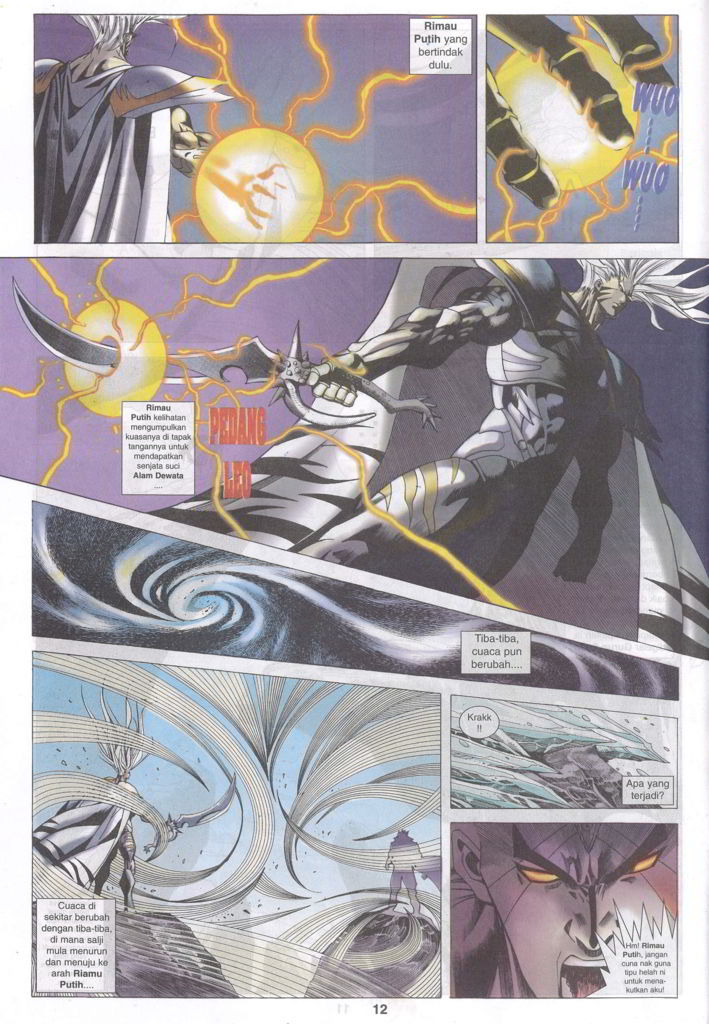 Rimau
Putih yang
bertindak
dulu.
WUO
WUO
Rimau
Putih kelihatan
mengumpulkan
kuasanya di tapak
tangannya untuk
mendapatkan
senjata suci
Alam Dewata
....
PEDANG
LEO
Tiba-tiba,
cuaca pun
berubah....
Krakk
!!
Apa yang
terjadi?
Cuaca di
sekitar berubah
dengan tiba-tiba,
di mana salji
mula menurun
dan menuju ke
arah Riamu
Putih....
Hm! Rimau
Putih, jangan
cuna nak guna
tipu helah ni
untuk mena-
kutkan aku!
12